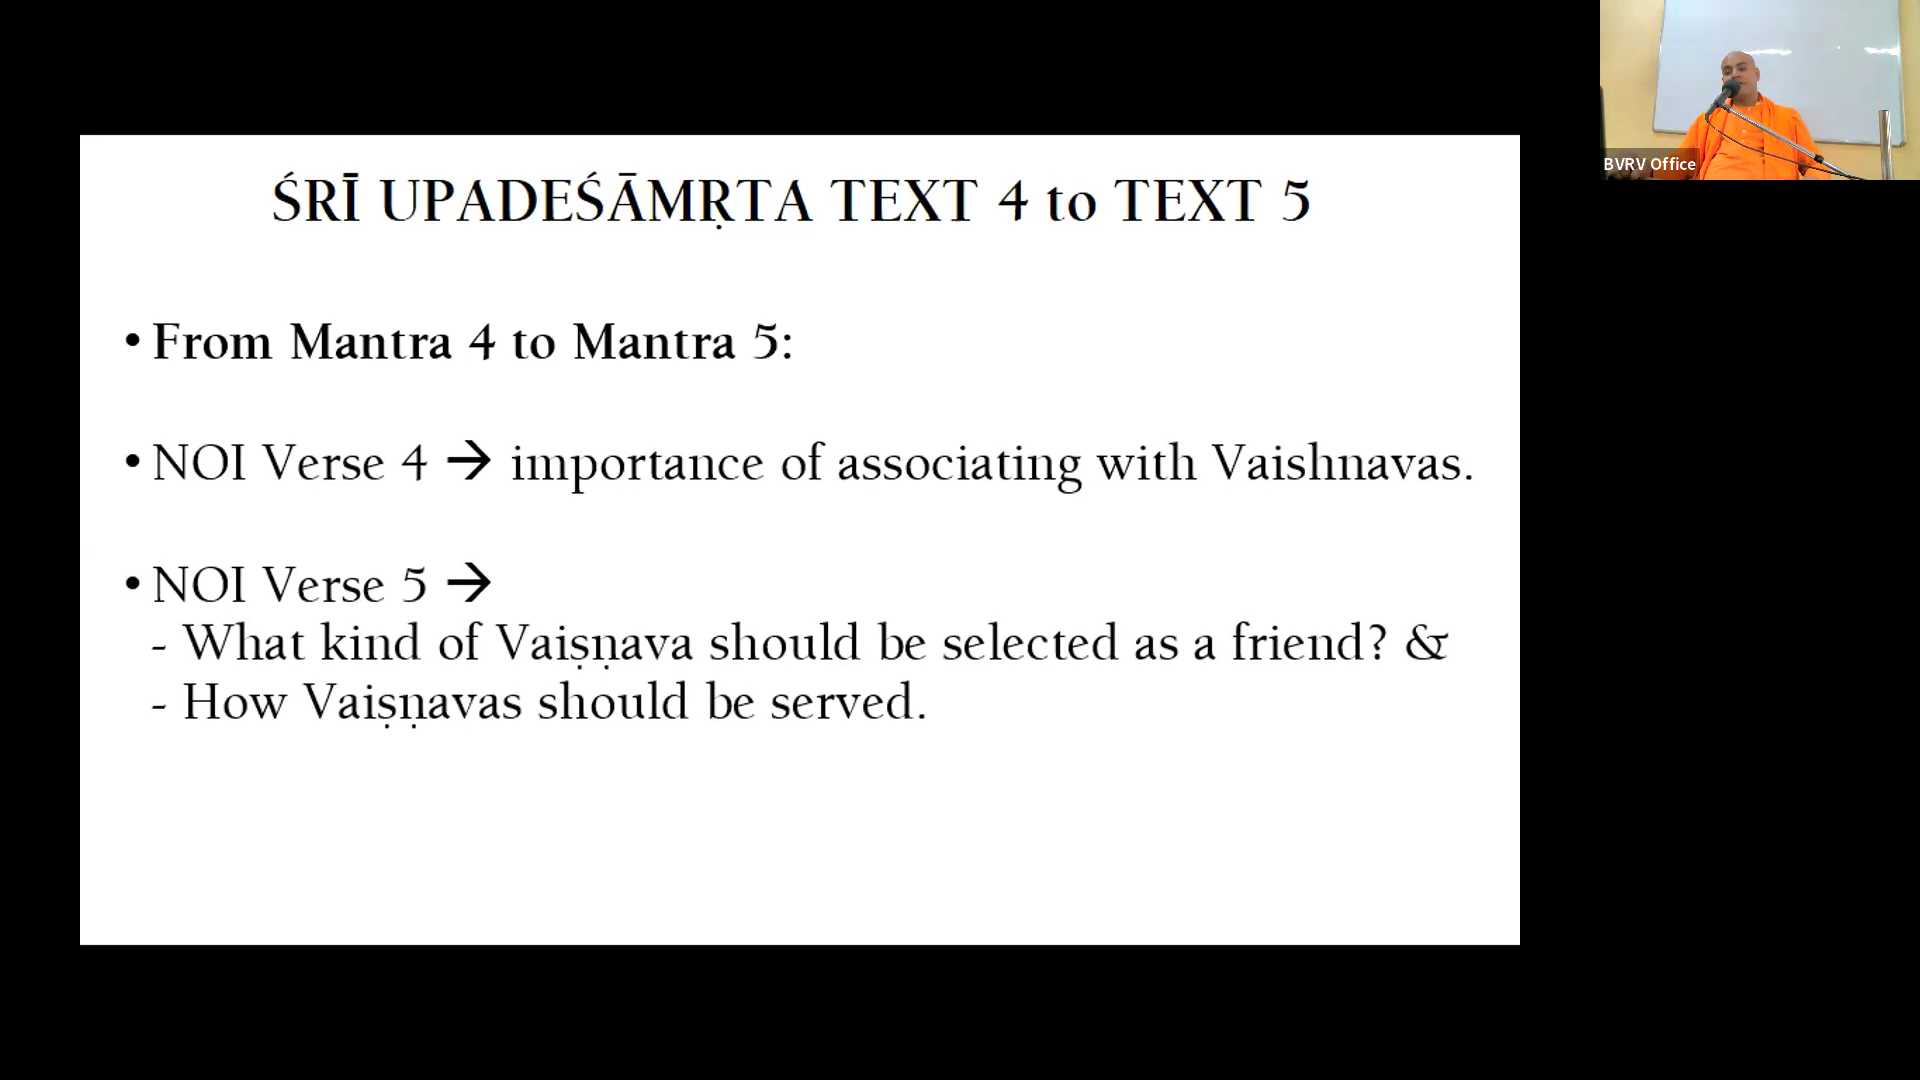 ŚRĪ UPADEŚĀMṚTA TEXT 4 to TEXT 5
• From Mantra 4 to Mantra 5:
• NOI Verse 4 → importance of associating with Vaishnavas.
• NOI Verse 5 →
- What kind of Vaiṣṇava should be selected as a friend? &
- How Vaiṣṇavas should be served.
BVRV Office